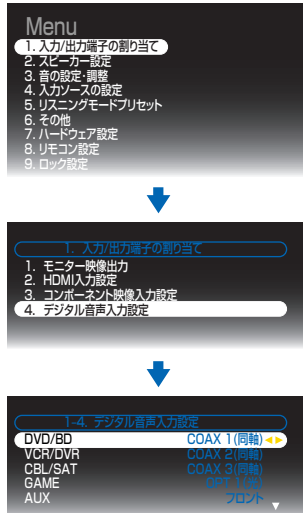 Menu
1. 入力/出力端子の割り当て
2. スピーカー設定
3. 音の設定・調整
4. 入力ソースの設定
5. リスニングモードプリセット
6. その他
7. ハードウェア設定
8. リモコン設定
9. ロック設定
1. 入力/出力端子の割り当て
1. モニター映像出力
2. HDMI入力設定
3. コンポーネント映像入力設定
4. デジタル音声入力設定
1-4. デジタル音声入力設定
DVD/BD COAX 1(同軸)
VCR/DVR COAX 2(同軸)
CBL/SAT COAX 3(同軸)
GAME OPT 1(光)
AUX フロント